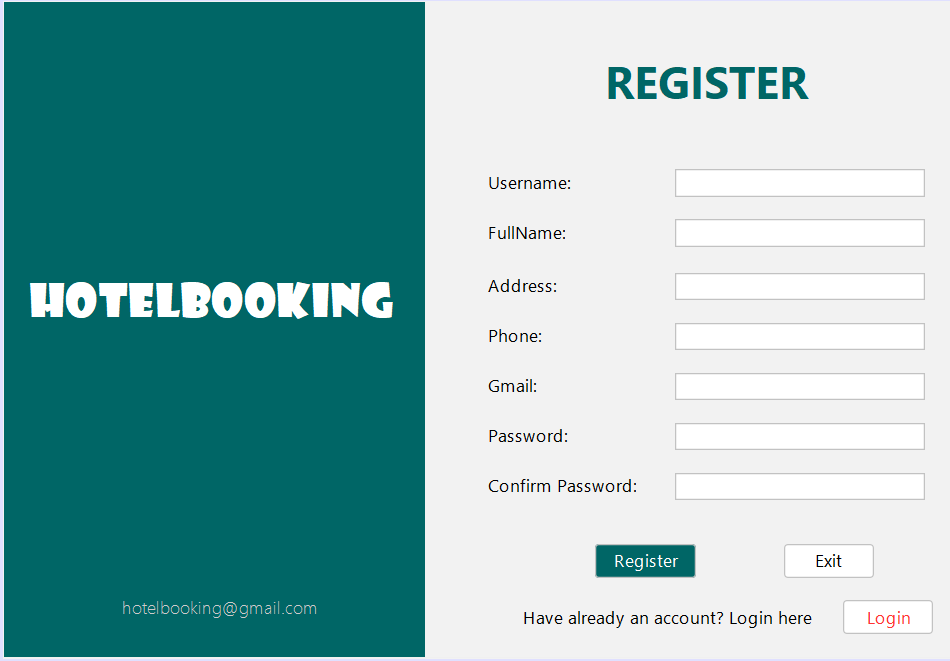 HOTELBOOKING
hotelbooking@gmail.com
REGISTER
Username:
FullName:
Address:
Phone:
Gmail:
Password:
Confirm Password:
Register Exit
Have already an account? Login here Login